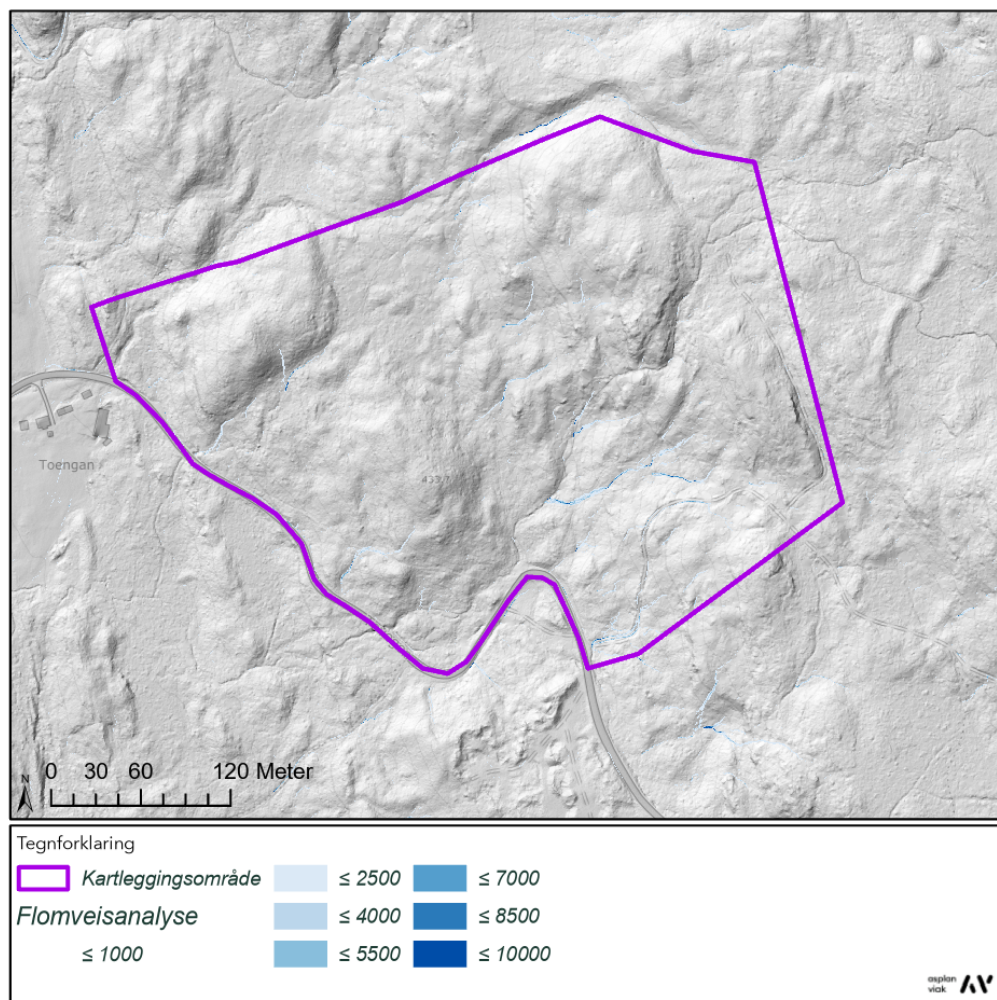 Toengan
N
0 30 60 120 Meter
Tegnforklaring
Kartleggingsområde
Flomveisanalyse
≤ 1000
≤ 2500
≤ 4000
≤ 5500
≤ 7000
≤ 8500
≤ 10000
asplan
viak